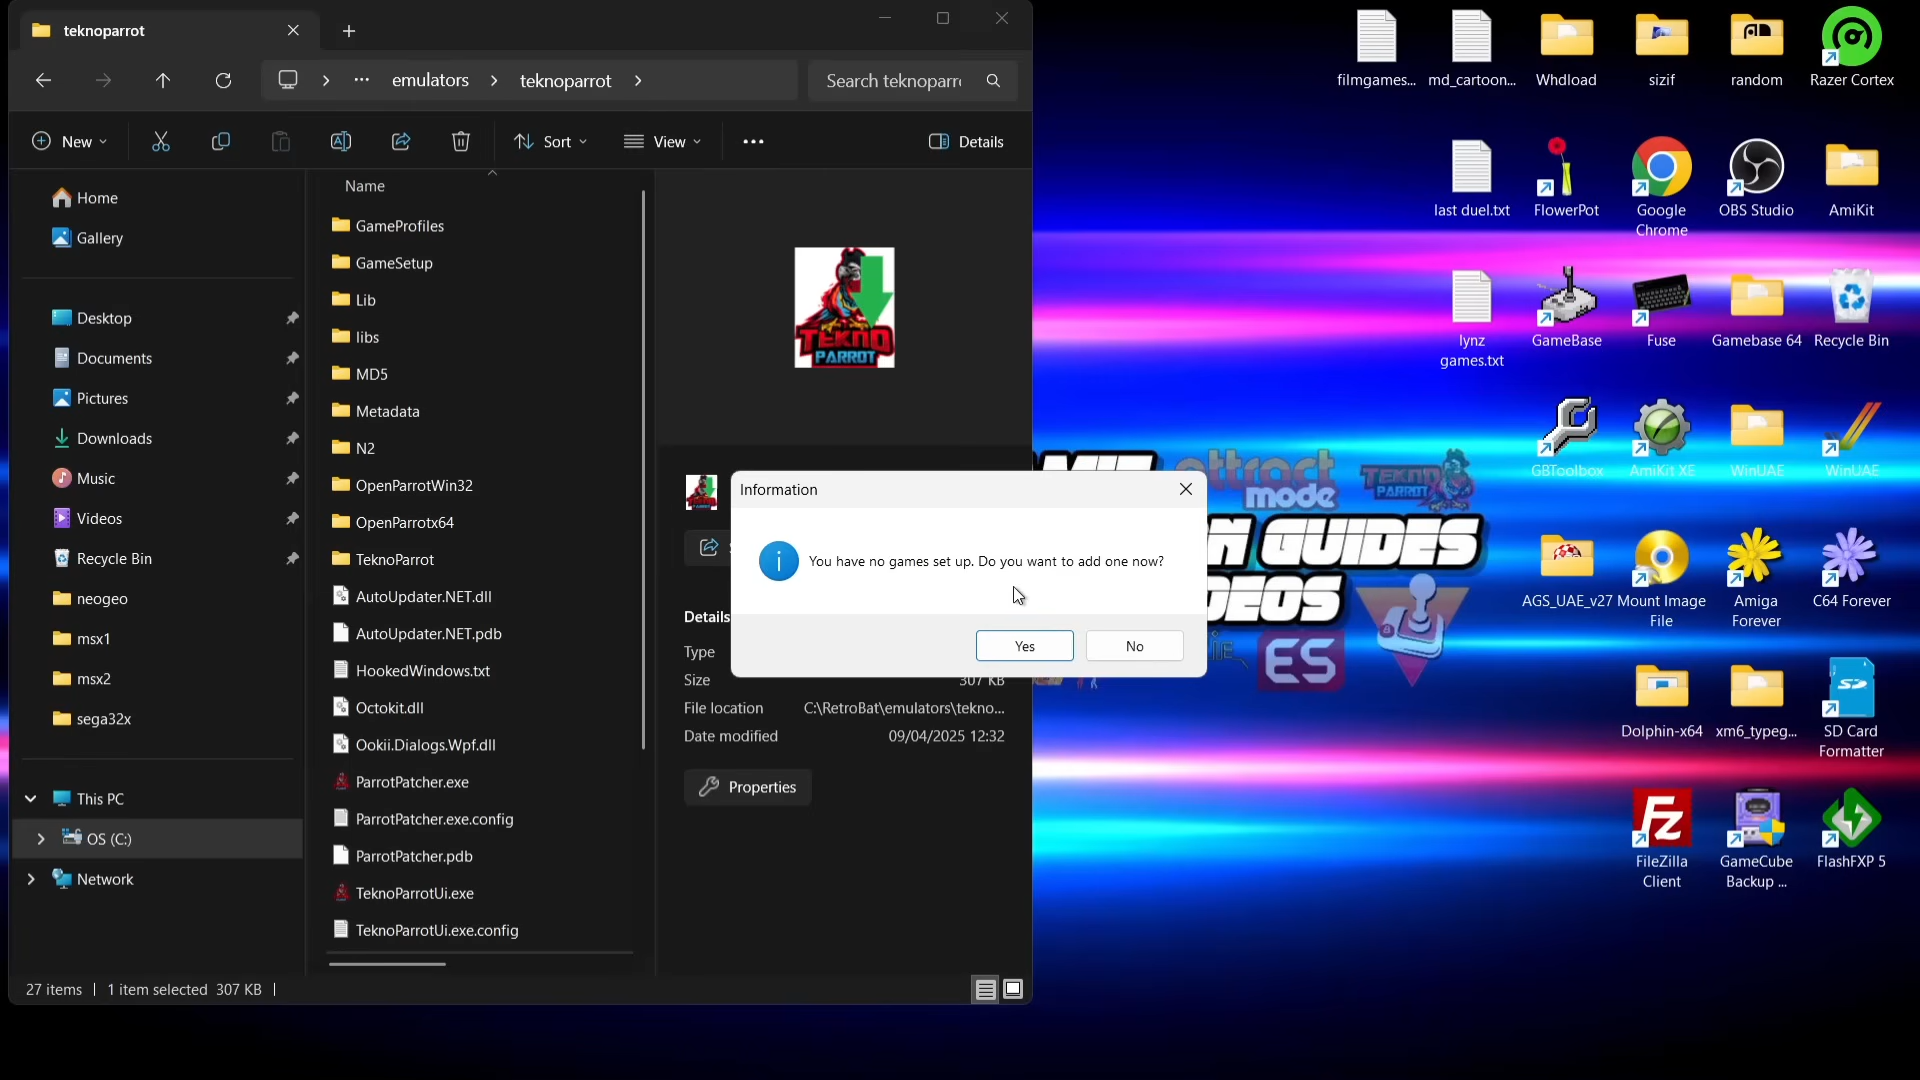 teknoparrot
emulators
teknoparrot
Search teknoparr
New
Sort
View
Details
Home
Gallery
Desktop
Documents
Pictures
Downloads
Music
Videos
Recycle Bin
neogeo
msx1
msx2
sega32x
This PC
OS (C:)
Network
Name
GameProfiles
GameSetup
Lib
libs
MD5
Metadata
N2
OpenParrotWin32
OpenParrotx64
TeknoParrot
AutoUpdater.NET.dll
AutoUpdater.NET.pdb
HookedWindows.txt
Octokit.dll
Ookii.Dialogs.Wpf.dll
ParrotPatcher.exe
ParrotPatcher.exe.config
ParrotPatcher.pdb
TeknoParrotUi.exe
TeknoParrotUi.exe.config
TEKNO
PARROT
Details
Type
Size 307 KB
File location C:\RetroBat\emulators\tekno...
Date modified 09/04/2025 12:32
Properties
27 items
1 item selected 307 KB
Information
You have no games set up. Do you want to add one now?
Yes
No
filmgames...
md_cartoon...
Whdload
sizif
random
Razer Cortex
last duel.txt
FlowerPot
Google
Chrome
OBS Studio
AmiKit
lynz
games.txt
GameBase
Fuse
Gamebase 64
Recycle Bin
GBToolbox
AmiKit XE
WinUAE
WinUAE
AGS_UAE_v27
Mount Image
File
Amiga
Forever
C64 Forever
Dolphin-x64
xm6_typeg...
SD Card
Formatter
FileZilla
Client
GameCube
Backup ...
FlashFXP 5
attract
mode
TEKNO
PARROT
N GUIDES
DEOS
ES